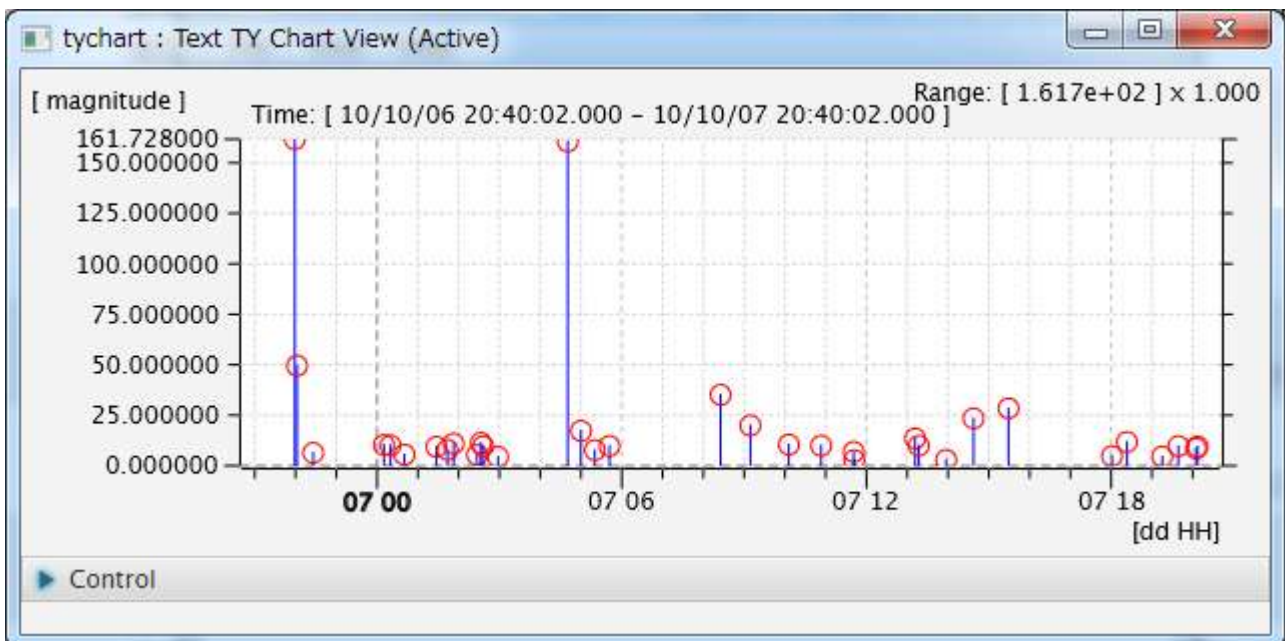 tychart : Text TY Chart View (Active)
[ magnitude ]
Range: [ 1.617e+02 ] x 1.000
Time: [ 10/10/06 20:40:02.000 – 10/10/07 20:40:02.000 ]
161.728000
150.000000
125.000000
100.000000
75.000000
50.000000
25.000000
0.000000
07 00 07 06 07 12 07 18
[dd HH]
Control